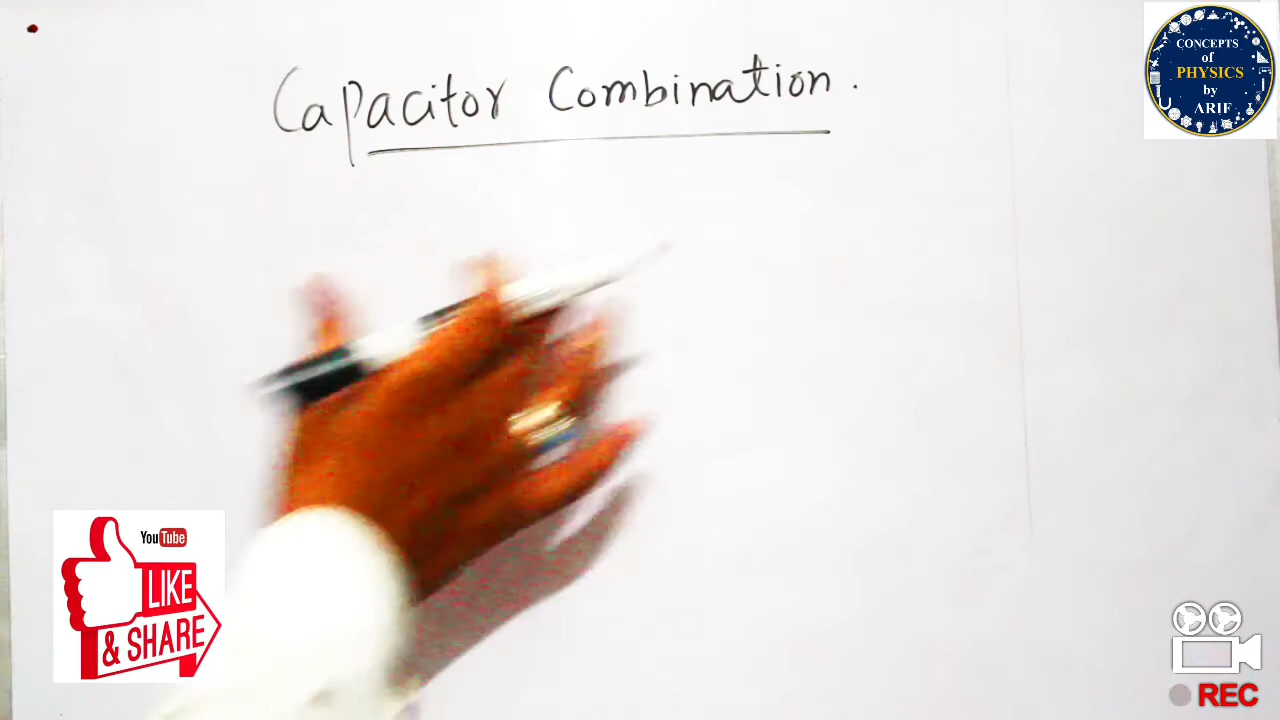 Capacitor Combination.
CONCEPTS
of
PHYSICS
by
ARIF
YouTube
LIKE
& SHARE
REC